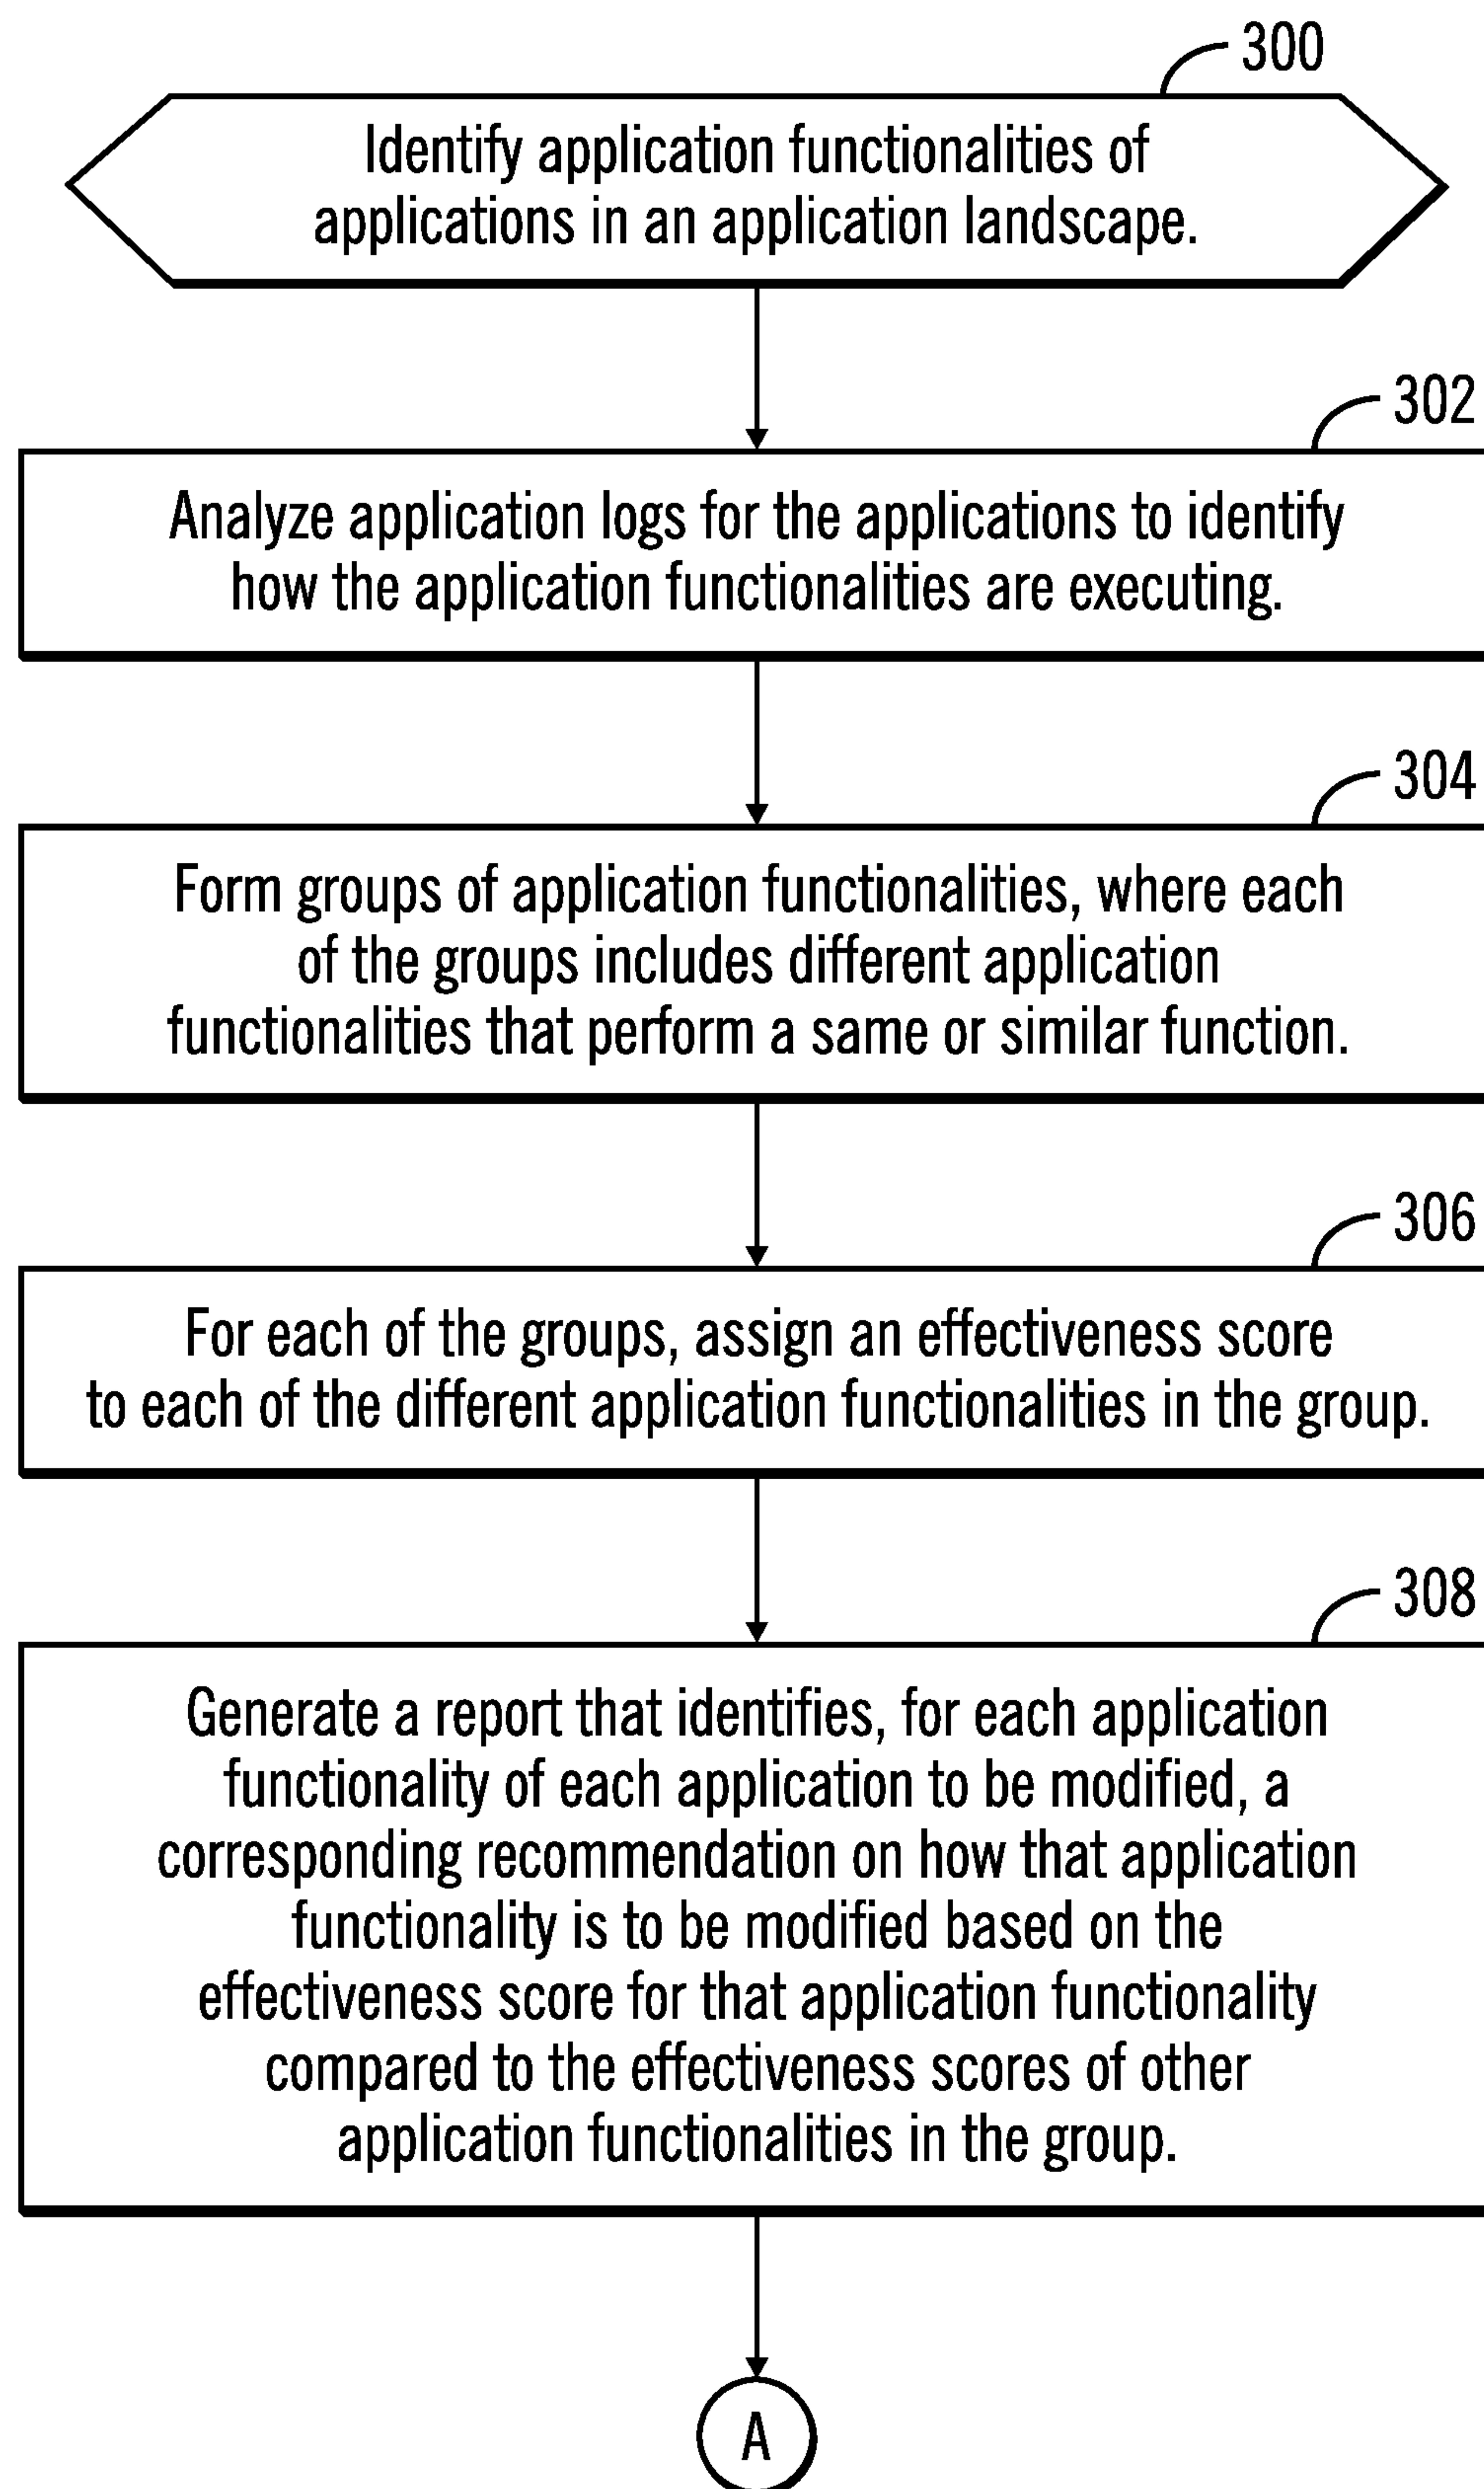 300
Identify application functionalities of
applications in an application landscape.
302
Analyze application logs for the applications to identify
how the application functionalities are executing.
304
Form groups of application functionalities, where each
of the groups includes different application
functionalities that perform a same or similar function.
306
For each of the groups, assign an effectiveness score
to each of the different application functionalities in the group.
308
Generate a report that identifies, for each application
functionality of each application to be modified, a
corresponding recommendation on how that application
functionality is to be modified based on the
effectiveness score for that application functionality
compared to the effectiveness scores of other
application functionalities in the group.
A